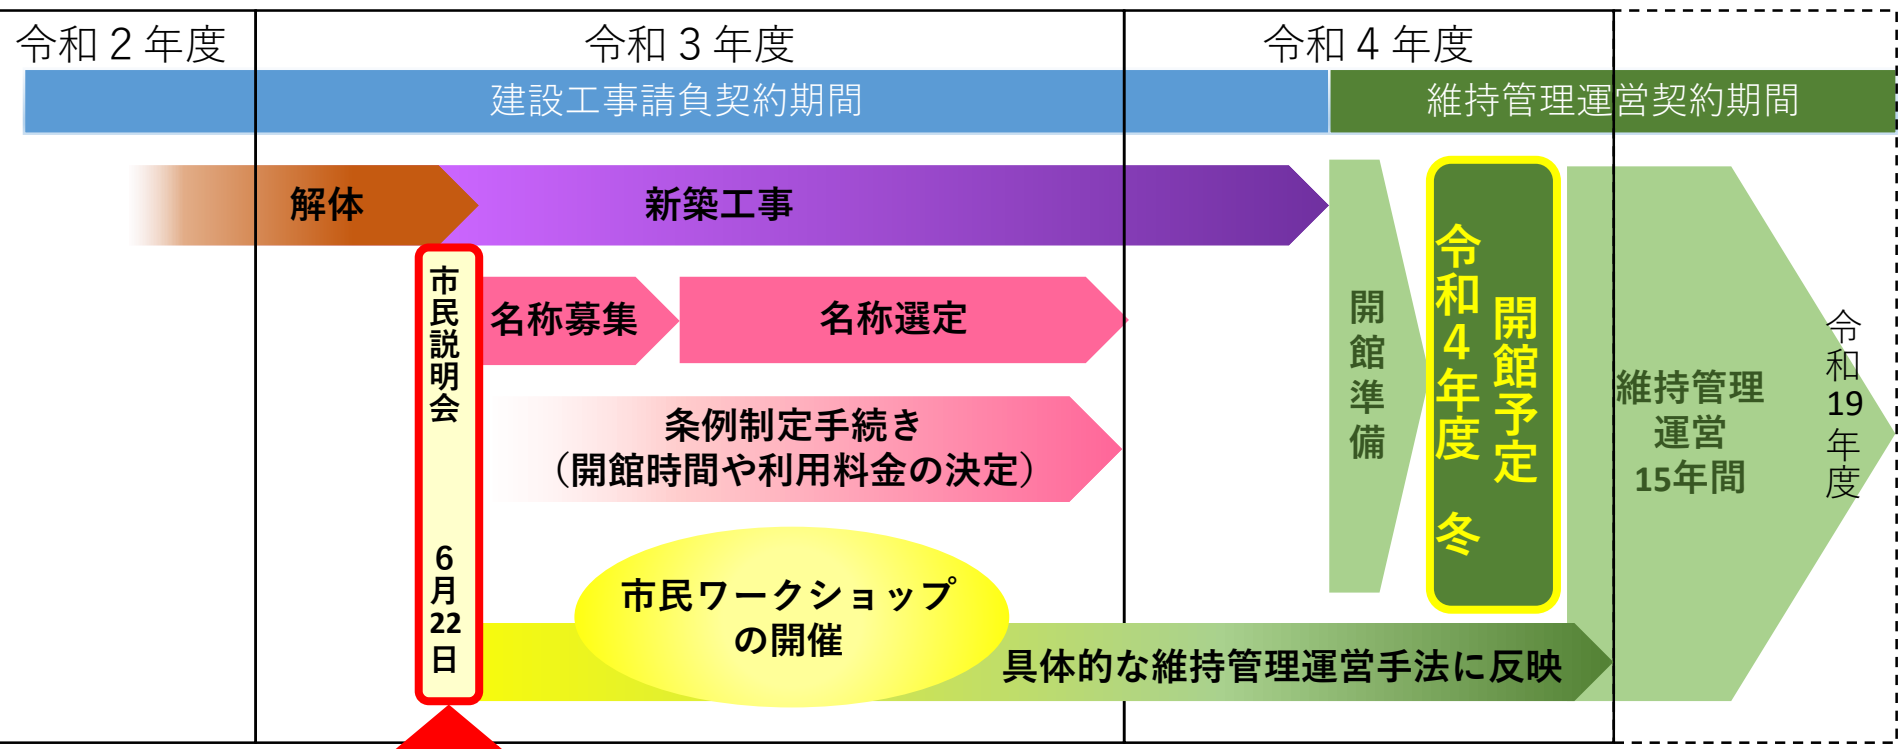 令和２年度
令和３年度
令和４年度
建設工事請負契約期間
維持管理運営契約期間
解体
新築工事
市民説明会 6月22日
名称募集
名称選定
条例制定手続き
（開館時間や利用料金の決定）
市民ワークショップ
の開催
具体的な維持管理運営手法に反映
開館準備
開館予定
令和４年度 冬
維持管理
運営
15年間
令和19年度